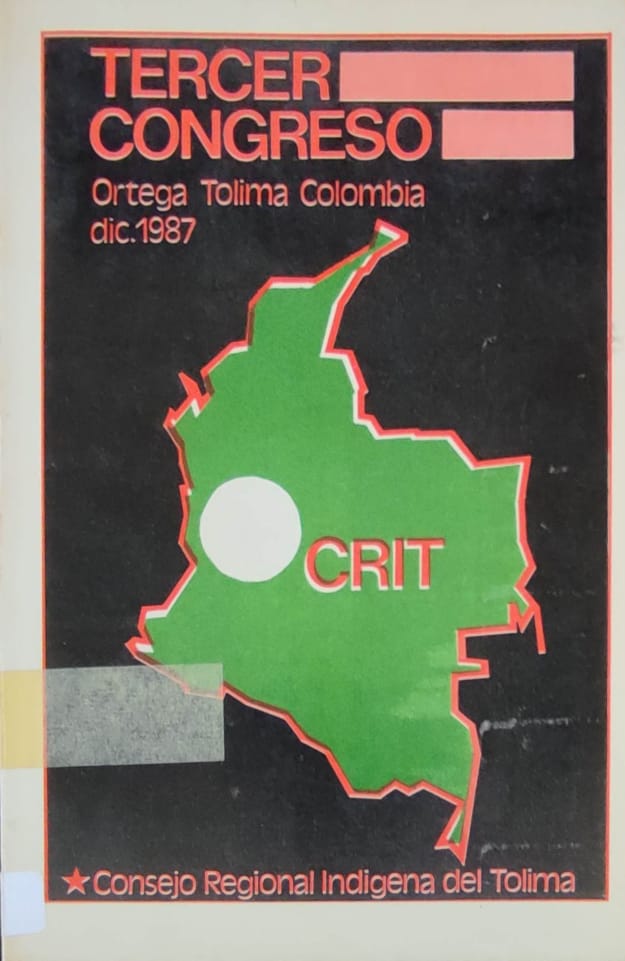 TERCER
CONGRESO
Ortega Tolima Colombia
dic.1987
CRIT
Consejo Regional Indigena del Tolima